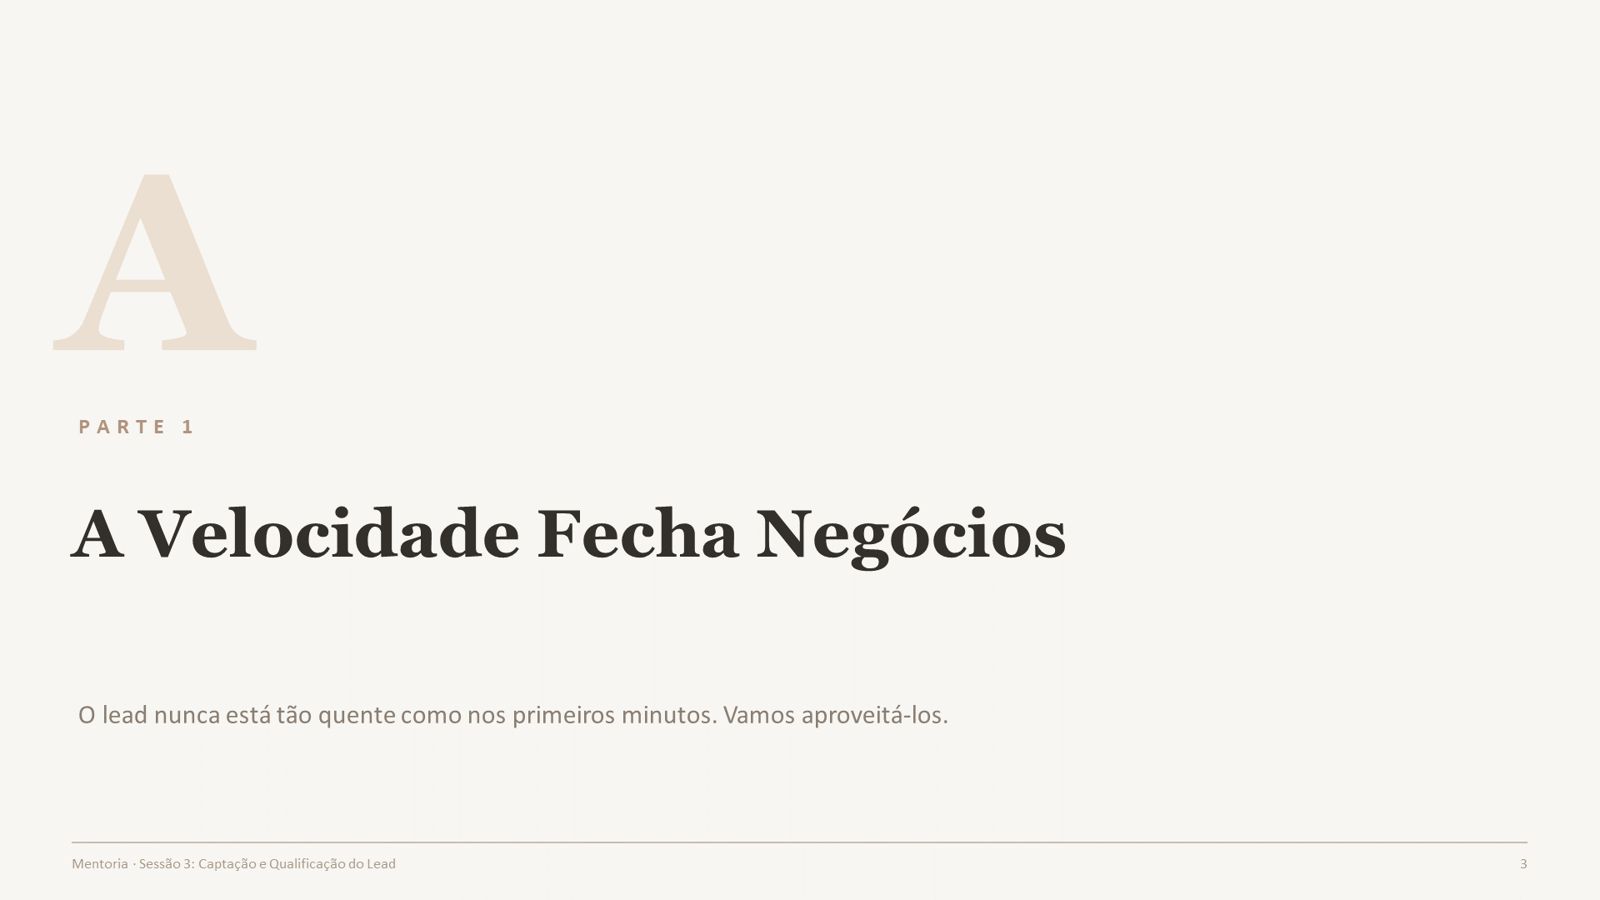 A
PARTE 1
A Velocidade Fecha Negócios
O lead nunca está tão quente como nos primeiros minutos. Vamos aproveitá-los.
Mentoria · Sessão 3: Captação e Qualificação do Lead
3